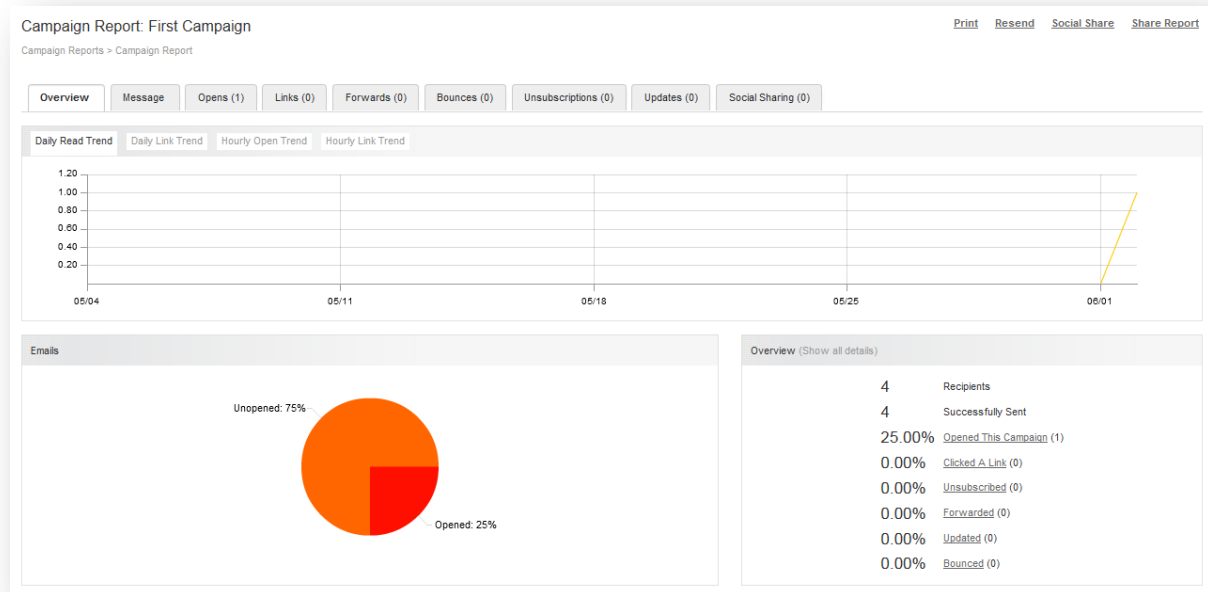 Campaign Report: First Campaign
Print Resend Social Share Share Report
Campaign Reports > Campaign Report
Overview Message Opens (1) Links (0) Forwards (0) Bounces (0) Unsubscriptions (0) Updates (0) Social Sharing (0)
Daily Read Trend Daily Link Trend Hourly Open Trend Hourly Link Trend
1.20
1.00
0.80
0.60
0.40
0.20
05/04 05/11 05/18 05/25 06/01
Emails
Unopened: 75%
Opened: 25%
Overview (Show all details)
4 Recipients
4 Successfully Sent
25.00% Opened This Campaign (1)
0.00% Clicked A Link (0)
0.00% Unsubscribed (0)
0.00% Forwarded (0)
0.00% Updated (0)
0.00% Bounced (0)